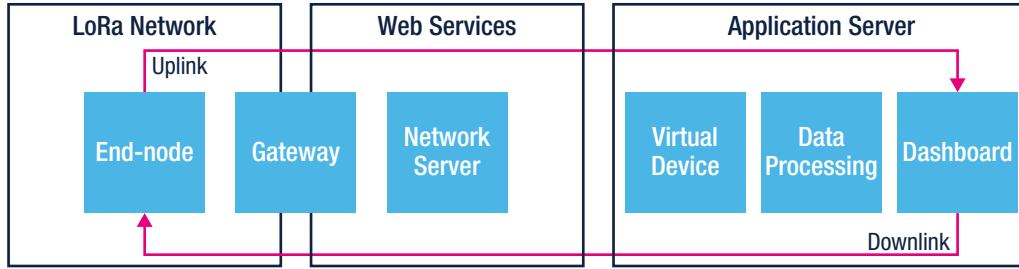 LoRa Network
Web Services
Application Server
Uplink
End-node
Gateway
Network
Server
Virtual
Device
Data
Processing
Dashboard
Downlink